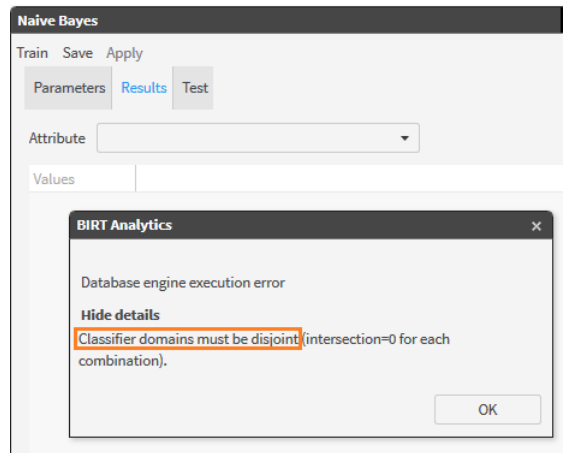 Naive Bayes
Train Save Apply
Parameters Results Test
Attribute
Values
BIRT Analytics ×
Database engine execution error
Hide details
Classifier domains must be disjoint (intersection=0 for each
combination).
OK